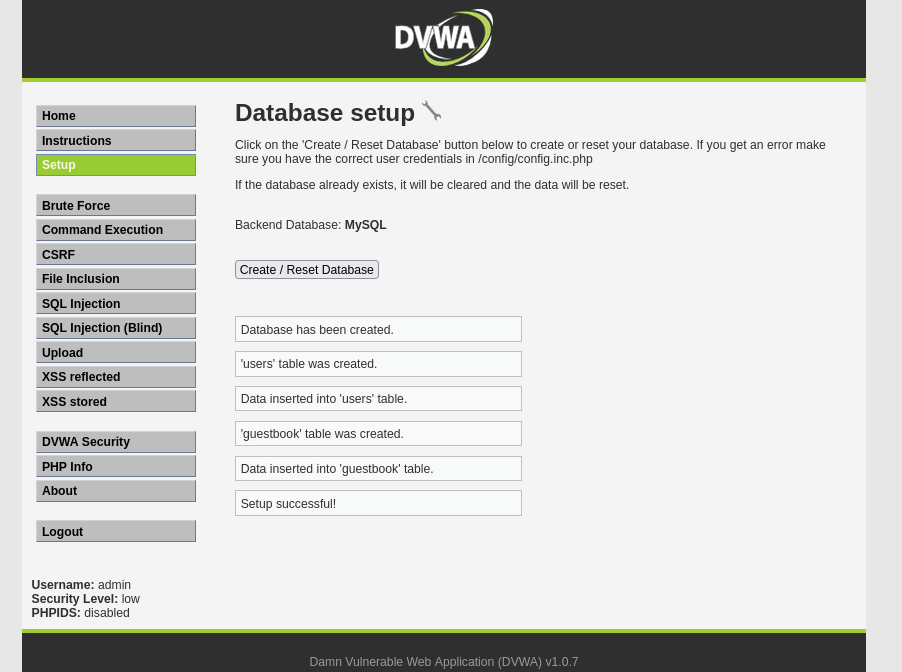 DVWA
Home
Instructions
Setup
Brute Force
Command Execution
CSRF
File Inclusion
SQL Injection
SQL Injection (Blind)
Upload
XSS reflected
XSS stored
DVWA Security
PHP Info
About
Logout
Database setup
Click on the 'Create / Reset Database' button below to create or reset your database. If you get an error make
sure you have the correct user credentials in /config/config.inc.php
If the database already exists, it will be cleared and the data will be reset.
Backend Database: MySQL
Create / Reset Database
Database has been created.
'users' table was created.
Data inserted into 'users' table.
'guestbook' table was created.
Data inserted into 'guestbook' table.
Setup successful!
Username: admin
Security Level: low
PHPIDS: disabled
Damn Vulnerable Web Application (DVWA) v1.0.7